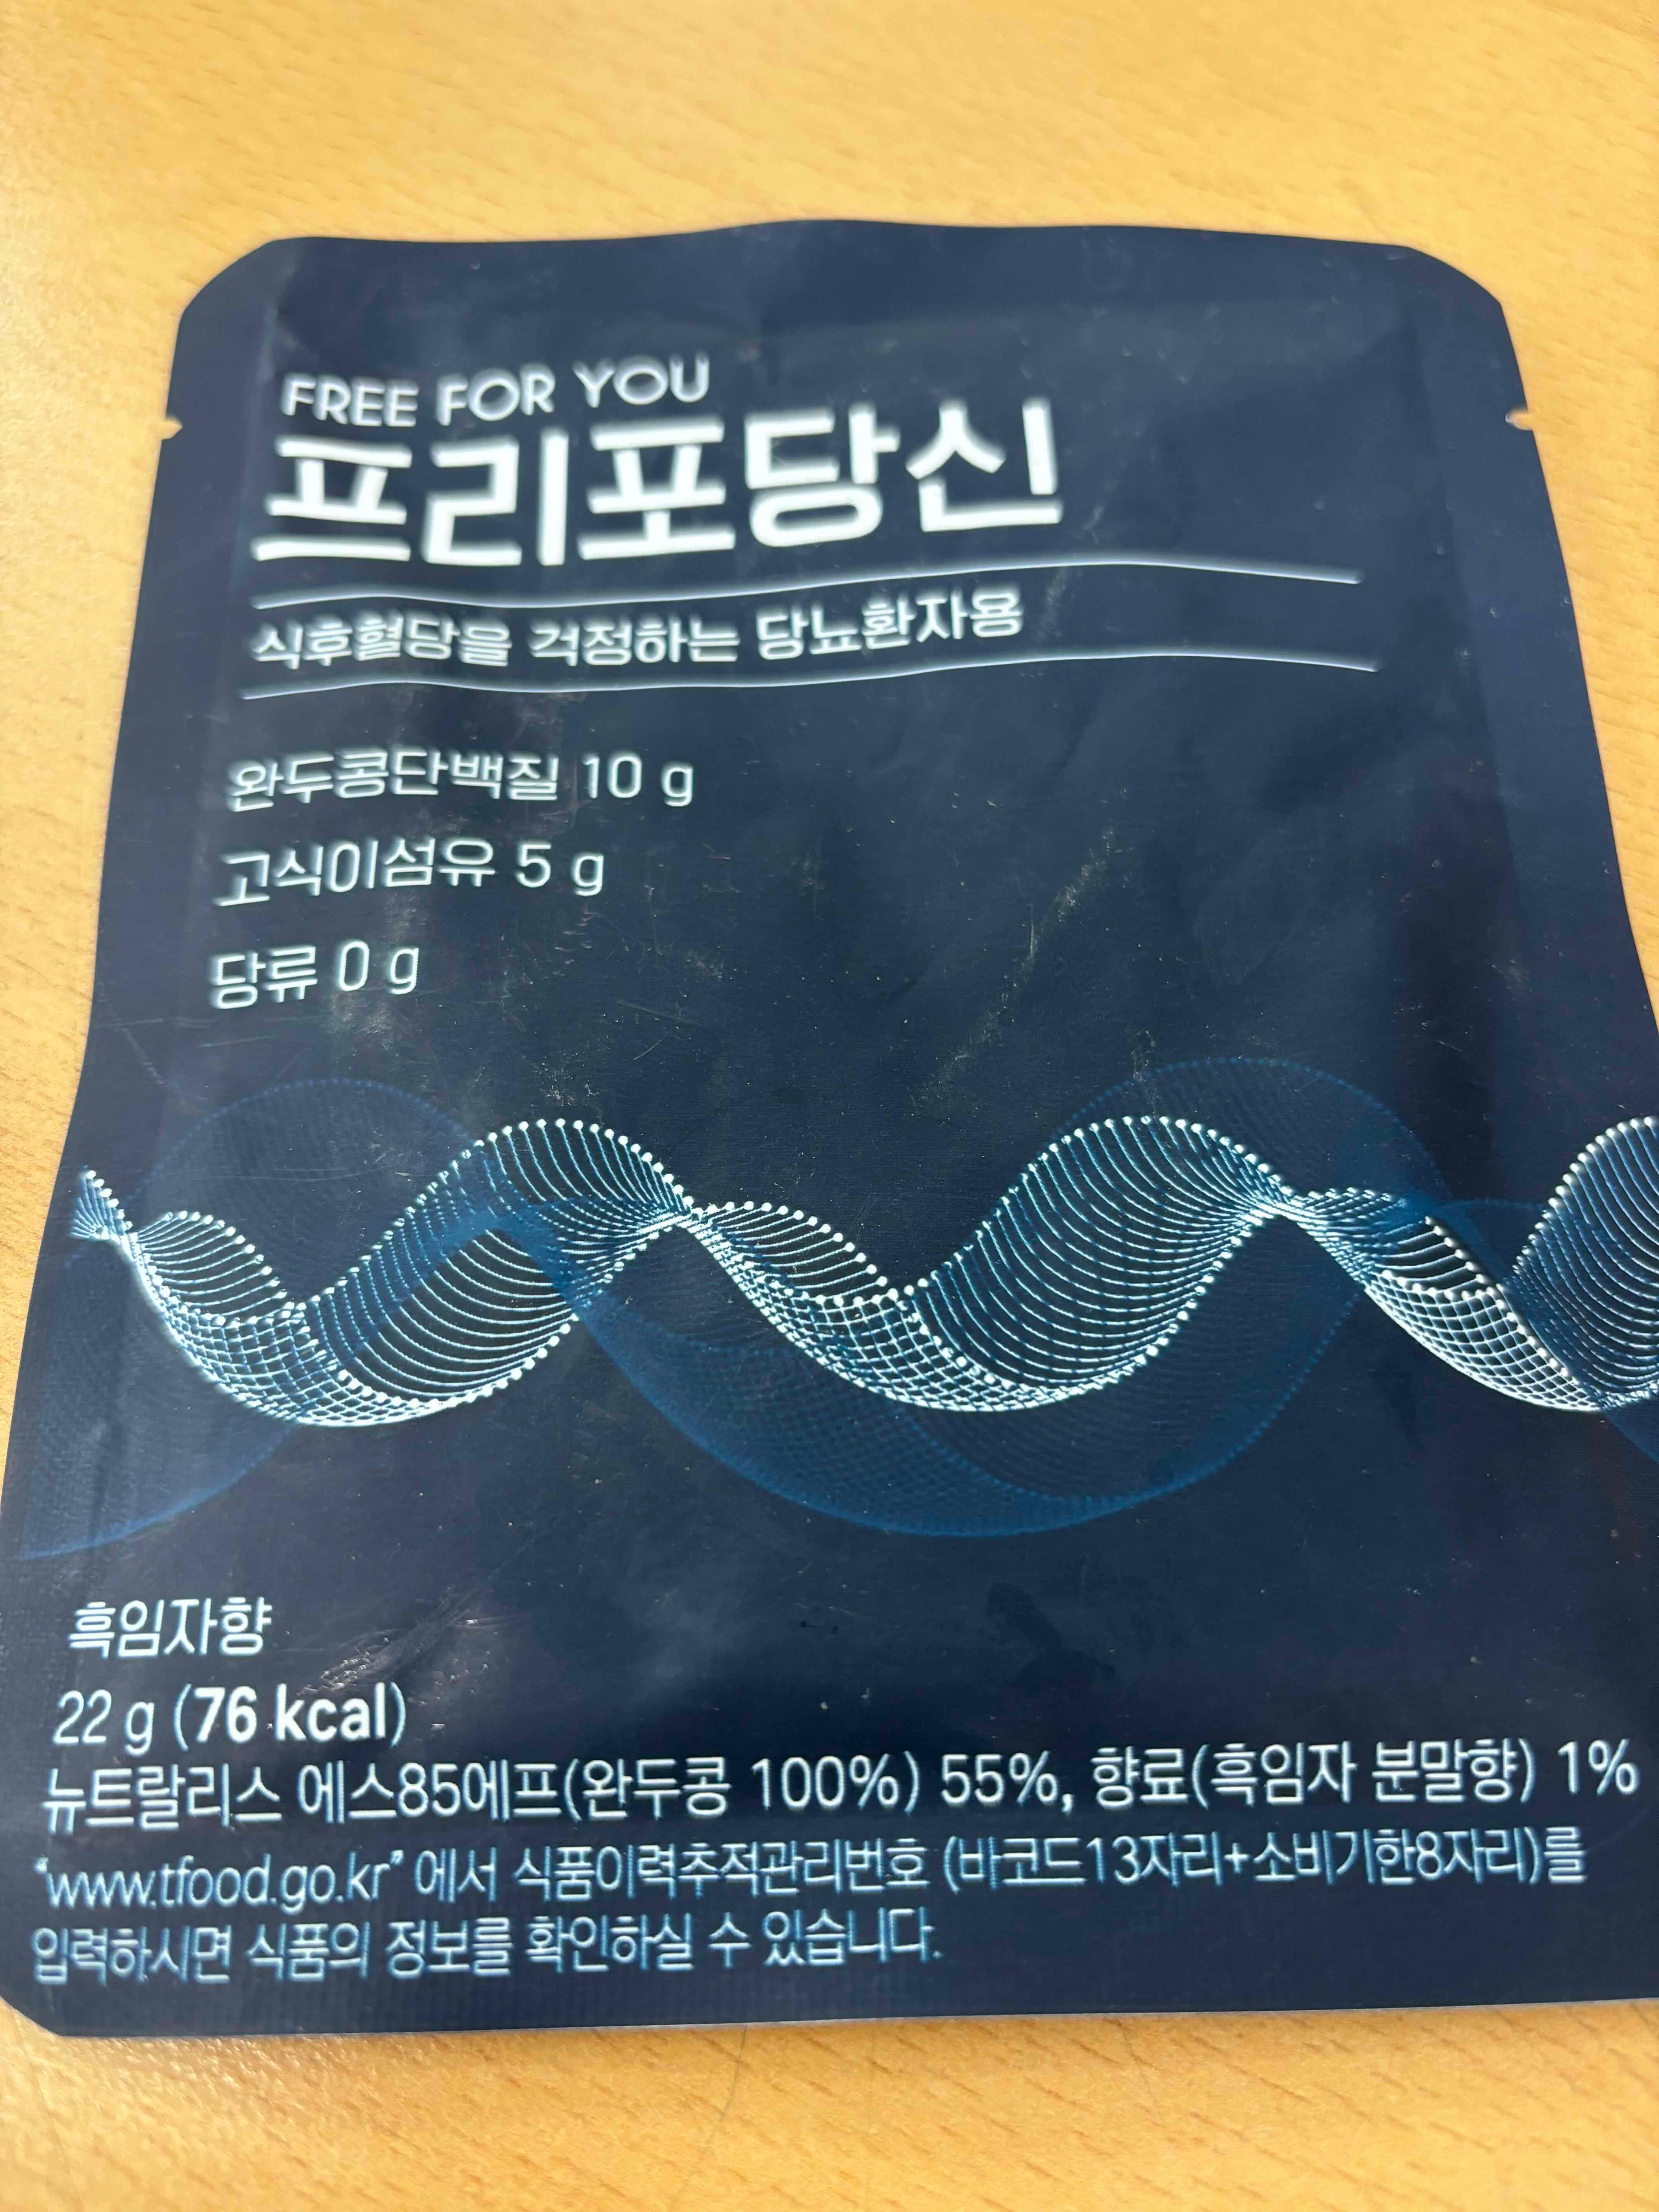 FREE FOR YOU
프리포당신
식후혈당을 걱정하는 당뇨환자용
완두콩단백질 10 g
고식이섬유 5 g
당류 0 g
흑임자향
22 g (76 kcal)
뉴트랄리스 에스85에프(완두콩 100%) 55%, 향료(흑임자 분말향) 1%
“www.tfood.go.kr” 에서 식품이력추적관리번호 (바코드13자리+소비기한8자리)를
입력하시면 식품의 정보를 확인하실 수 있습니다.